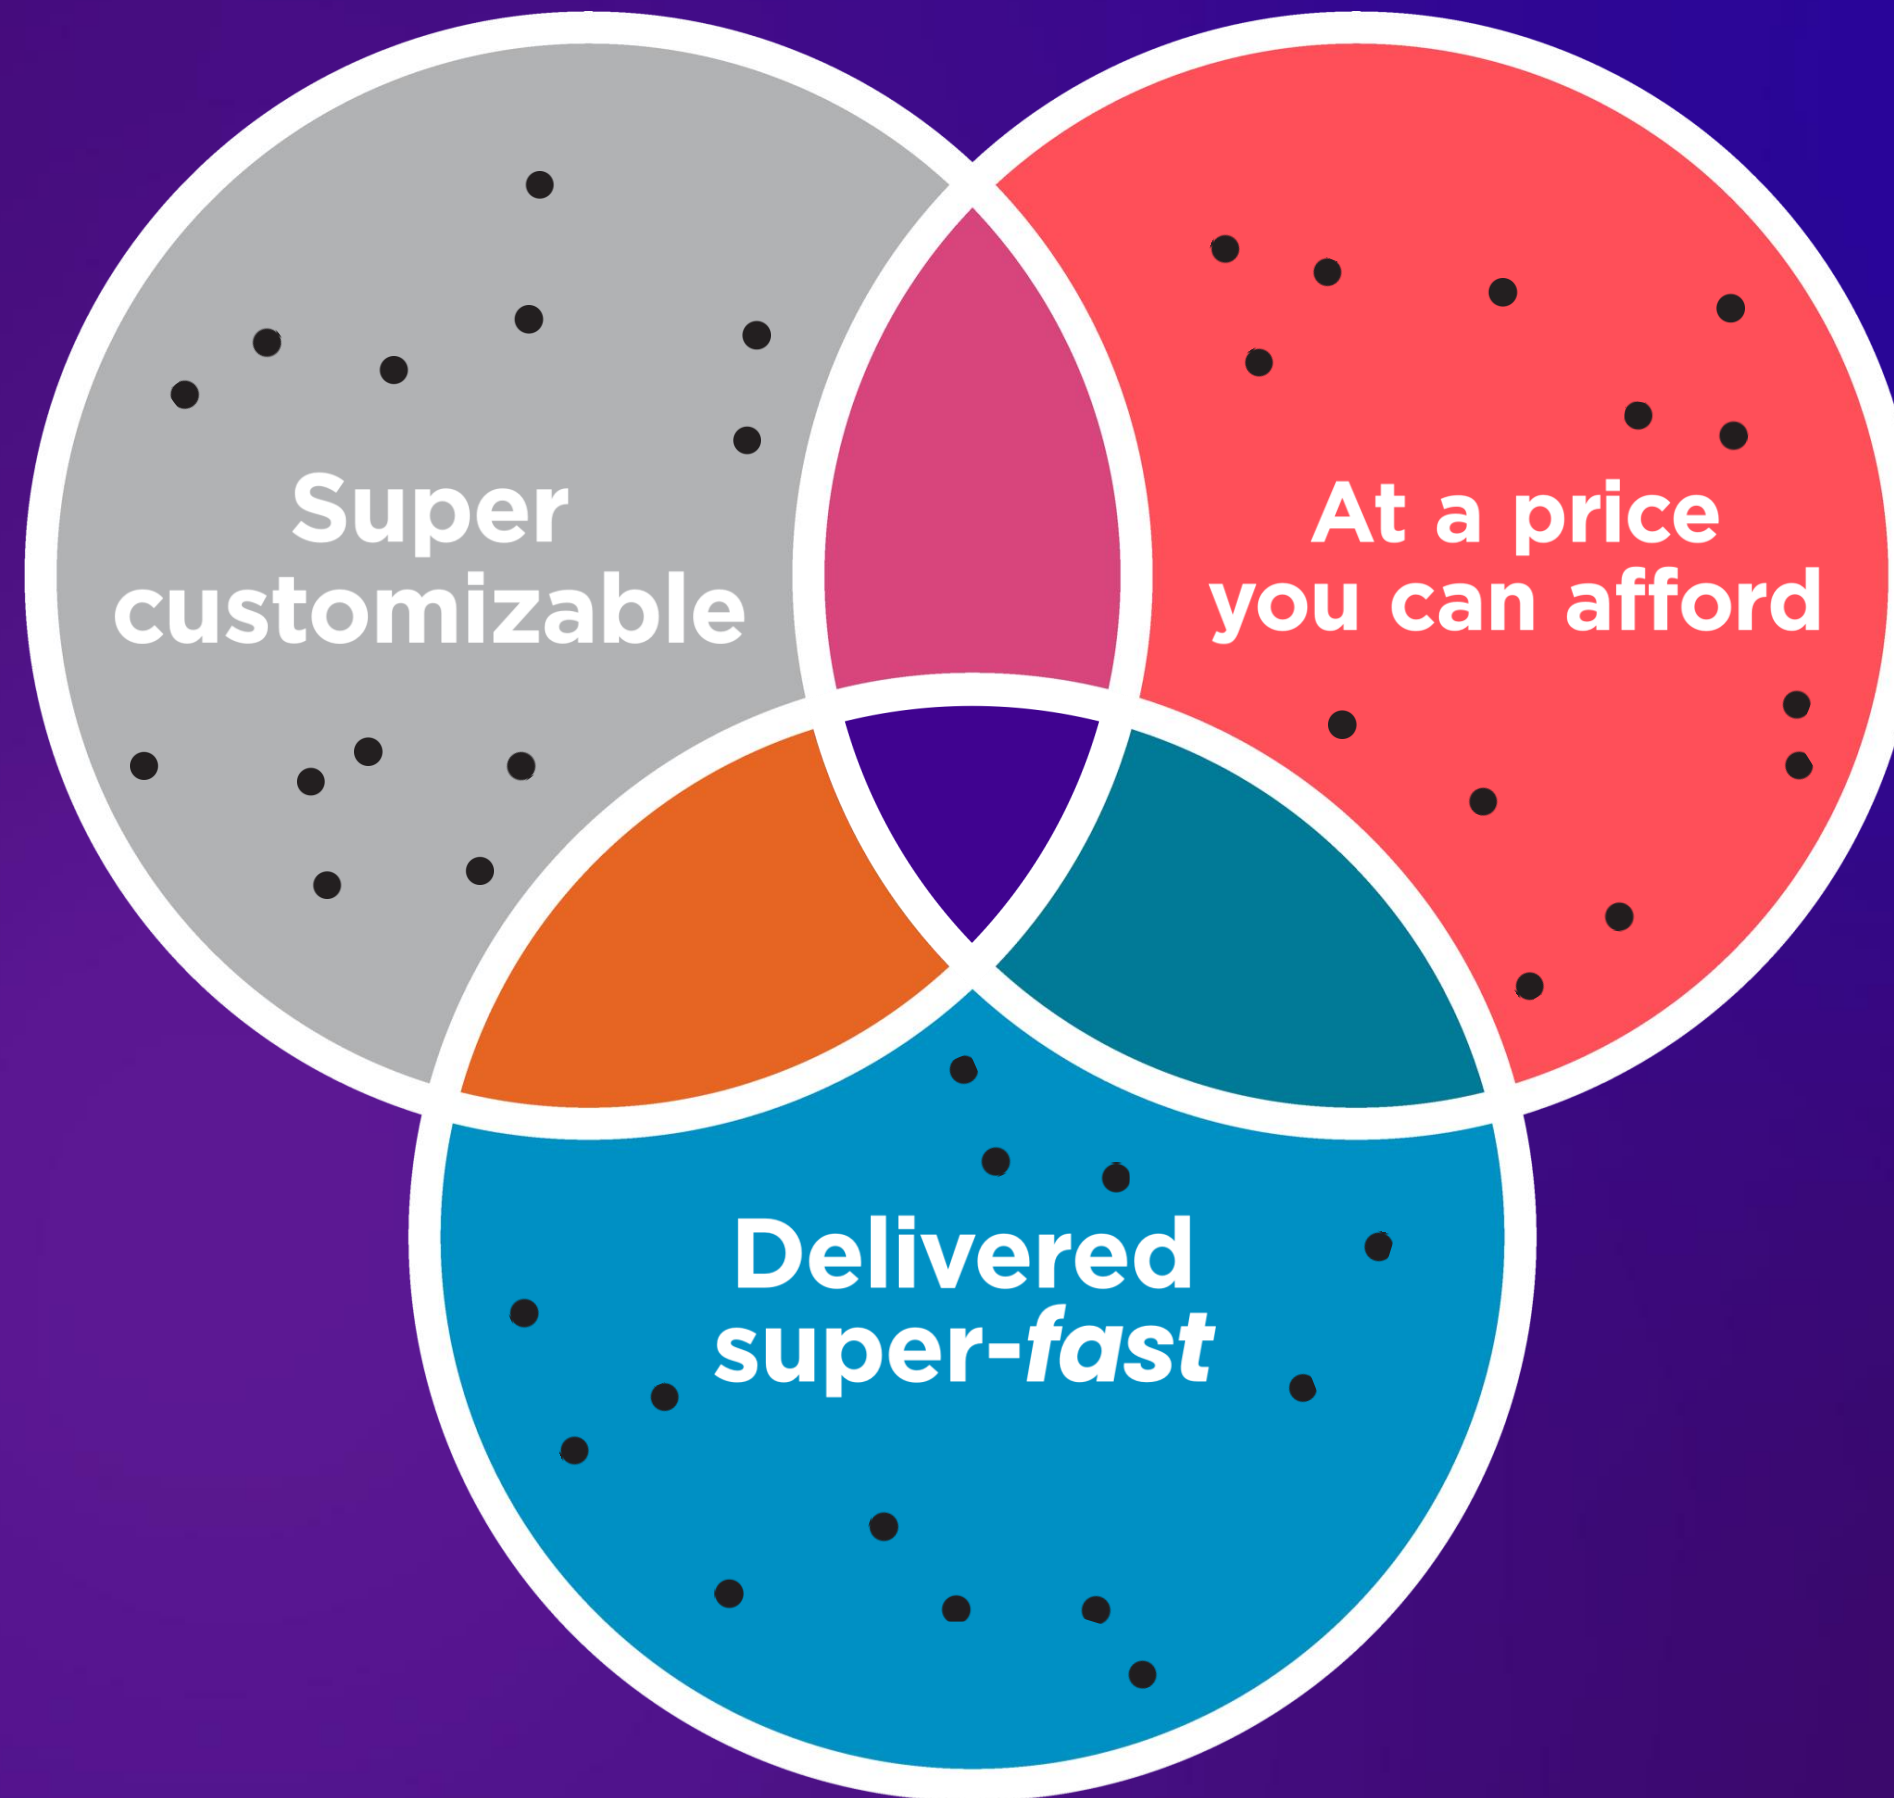 Super
customizable
At a price
you can afford
Delivered
super-fast